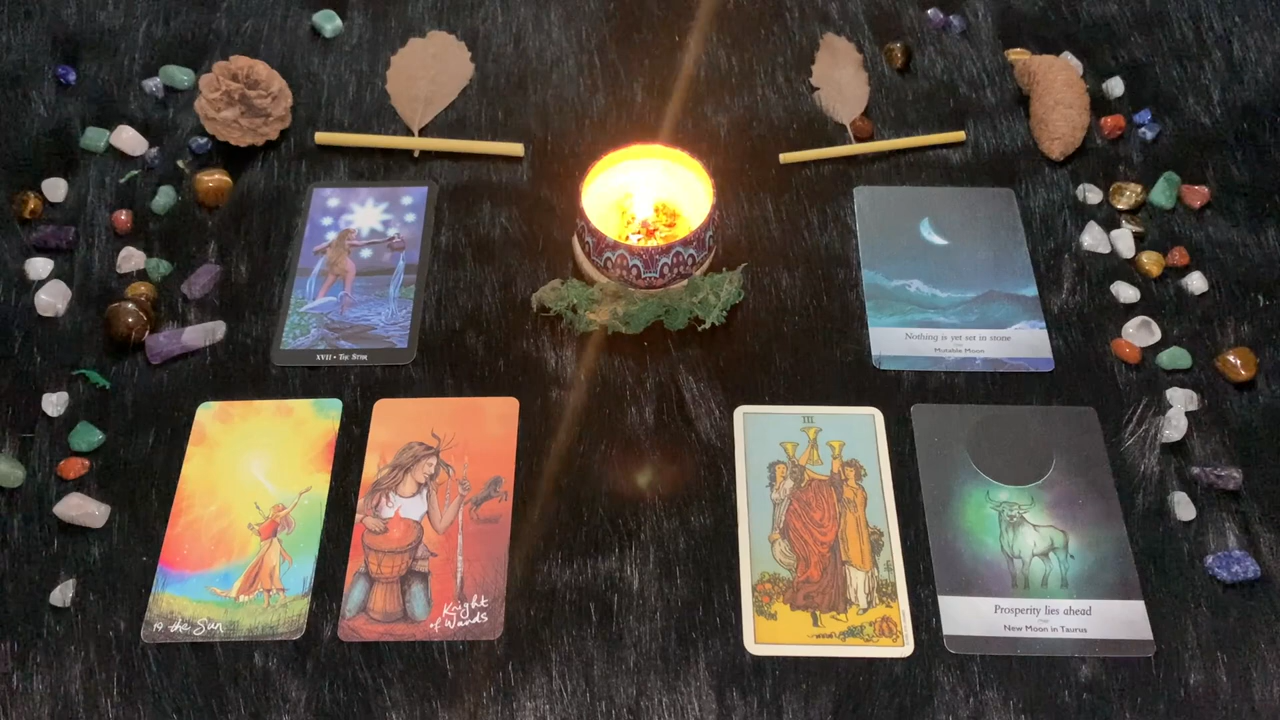 XVII • The Star
Nothing is yet set in stone
Mutable Moon
19. the Sun
Knight
of Wands
III
Prosperity lies ahead
New Moon in Taurus